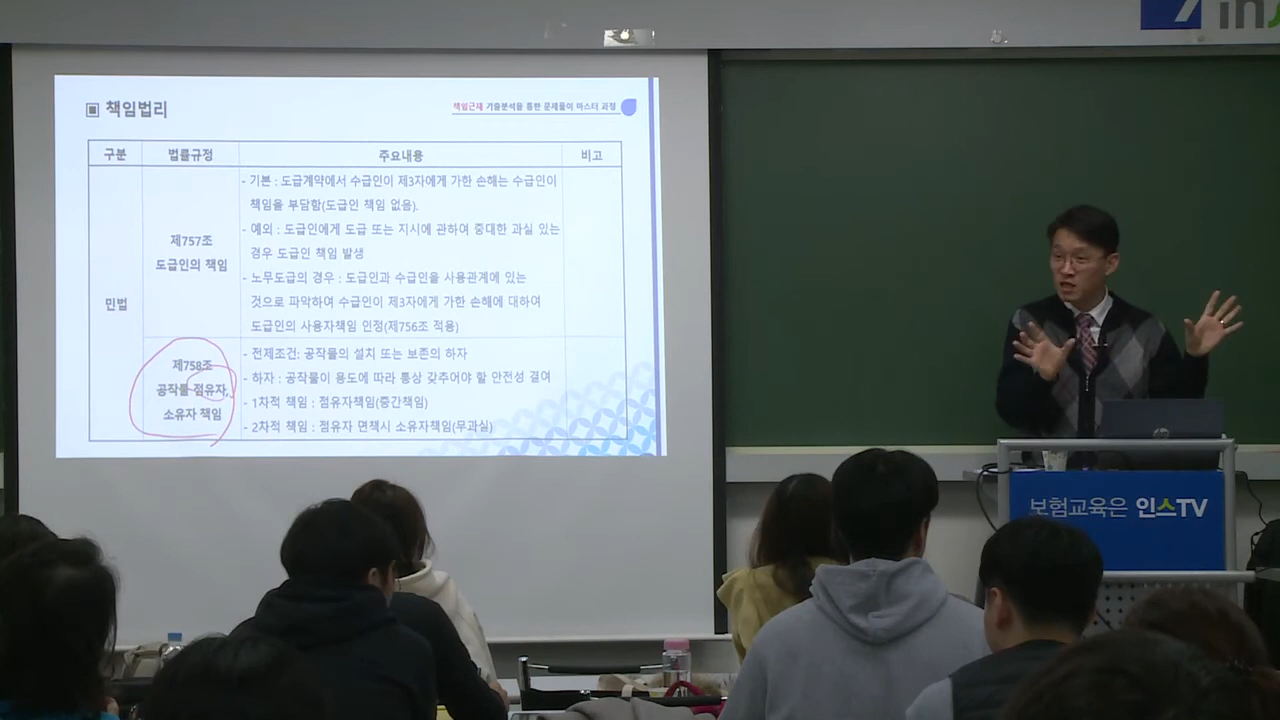 책임법리
책임근재 기출분석을 통한 문제풀이 마스터 과정
구분 법률규정 주요내용 비고
민법
제757조
도급인의 책임
- 기본 : 도급계약에서 수급인이 제3자에게 가한 손해는 수급인이
책임을 부담함(도급인 책임 없음).
- 예외 : 도급인에게 도급 또는 지시에 관하여 중대한 과실 있는
경우 도급인 책임 발생
- 노무도급의 경우 : 도급인과 수급인을 사용관계에 있는
것으로 파악하여 수급인이 제3자에게 가한 손해에 대하여
도급인의 사용자책임 인정(제756조 적용)
제758조
공작물 점유자,
소유자 책임
- 전제조건: 공작물의 설치 또는 보존의 하자
- 하자 : 공작물이 용도에 따라 통상 갖추어야 할 안전성 결여
- 1차적 책임 : 점유자책임(중간책임)
- 2차적 책임 : 점유자 면책시 소유자책임(무과실)
보험교육은 인스TV
hp